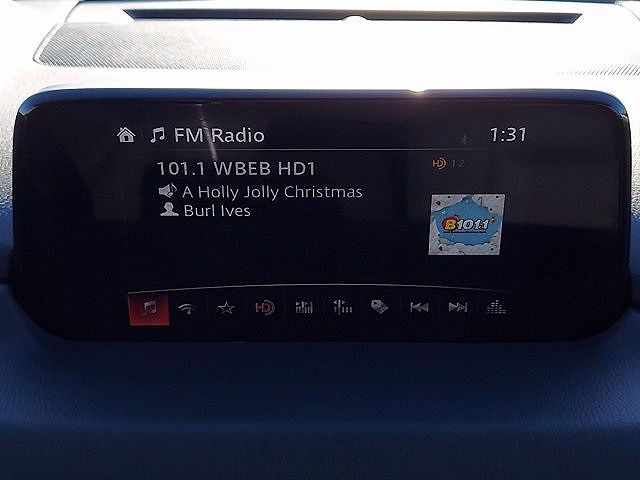 FM Radio 1:31
101.1 WBEB HD1
HD 1 2
A Holly Jolly Christmas
Burl Ives
B101.1
HD